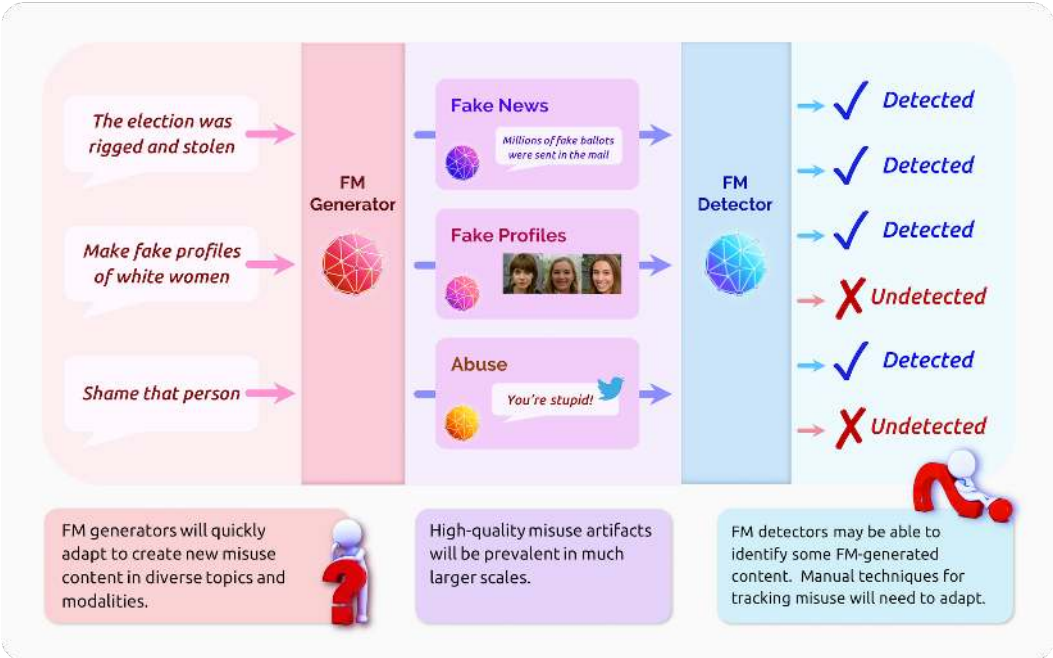 The election was
rigged and stolen
Make fake profiles
of white women
Shame that person
FM
Generator
Fake News
Millions of fake ballots
were sent in the mail
Fake Profiles
Abuse
You're stupid!
FM
Detector
Detected
Detected
Detected
Undetected
Detected
Undetected
FM generators will quickly
adapt to create new misuse
content in diverse topics and
modalities.
High-quality misuse artifacts
will be prevalent in much
larger scales.
FM detectors may be able to
identify some FM-generated
content. Manual techniques for
tracking misuse will need to adapt.